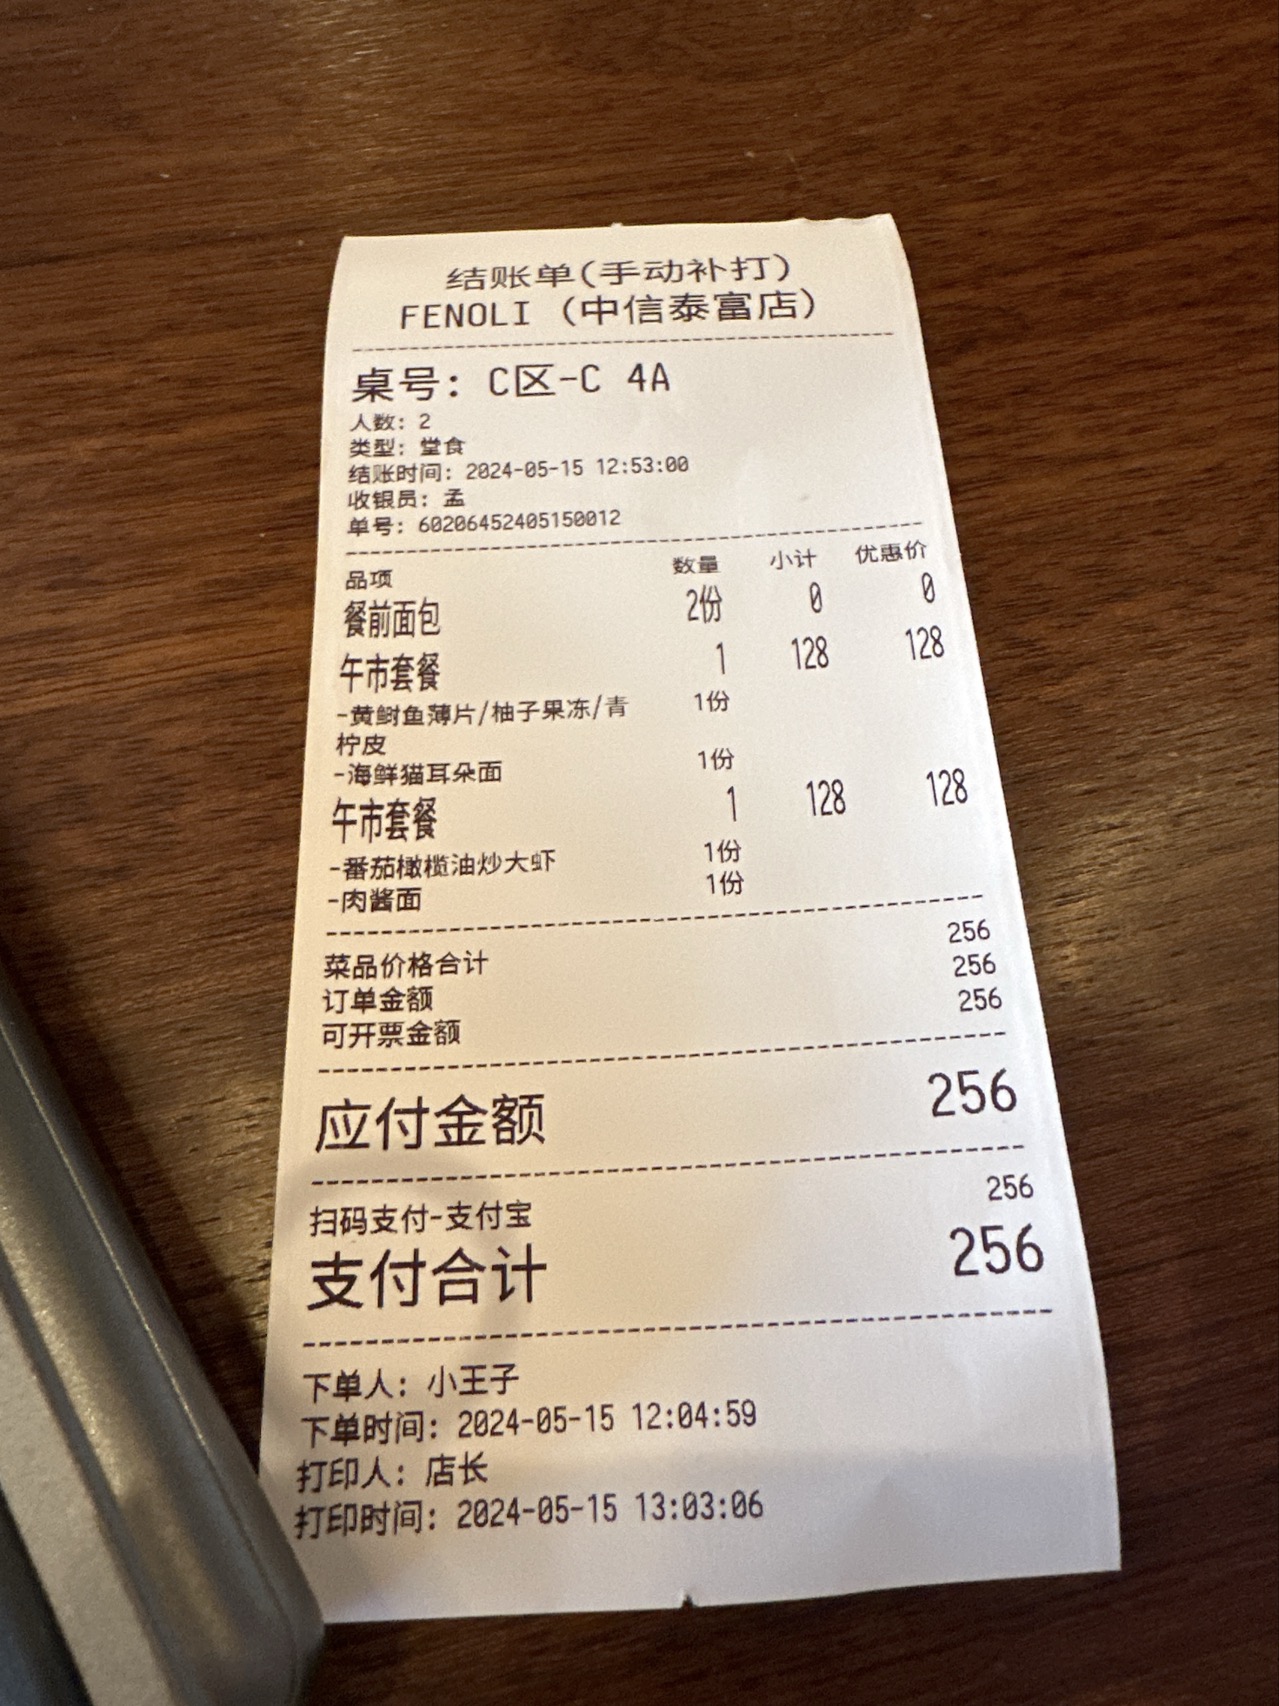 结账单(手动补打)
FENOLI (中信泰富店)
桌号: C区-C 4A
人数: 2
类型: 堂食
结账时间: 2024-05-15 12:53:00
收银员: 孟
单号: 602064524051500​12
品项 数量 小计 优惠价
餐前面包 2份 0 0
午市套餐 1 128 128
-黄鲥鱼薄片/柚子果冻/青 1份
柠皮
-海鲜猫耳朵面 1份
午市套餐 1 128 128
-番茄橄榄油炒大虾 1份
-肉酱面 1份
菜品价格合计 256
订单金额 256
可开票金额 256
应付金额 256
扫码支付-支付宝 256
支付合计 256
下单人: 小王子
下单时间: 2024-05-15 12:04:59
打印人: 店长
打印时间: 2024-05-15 13:03:06